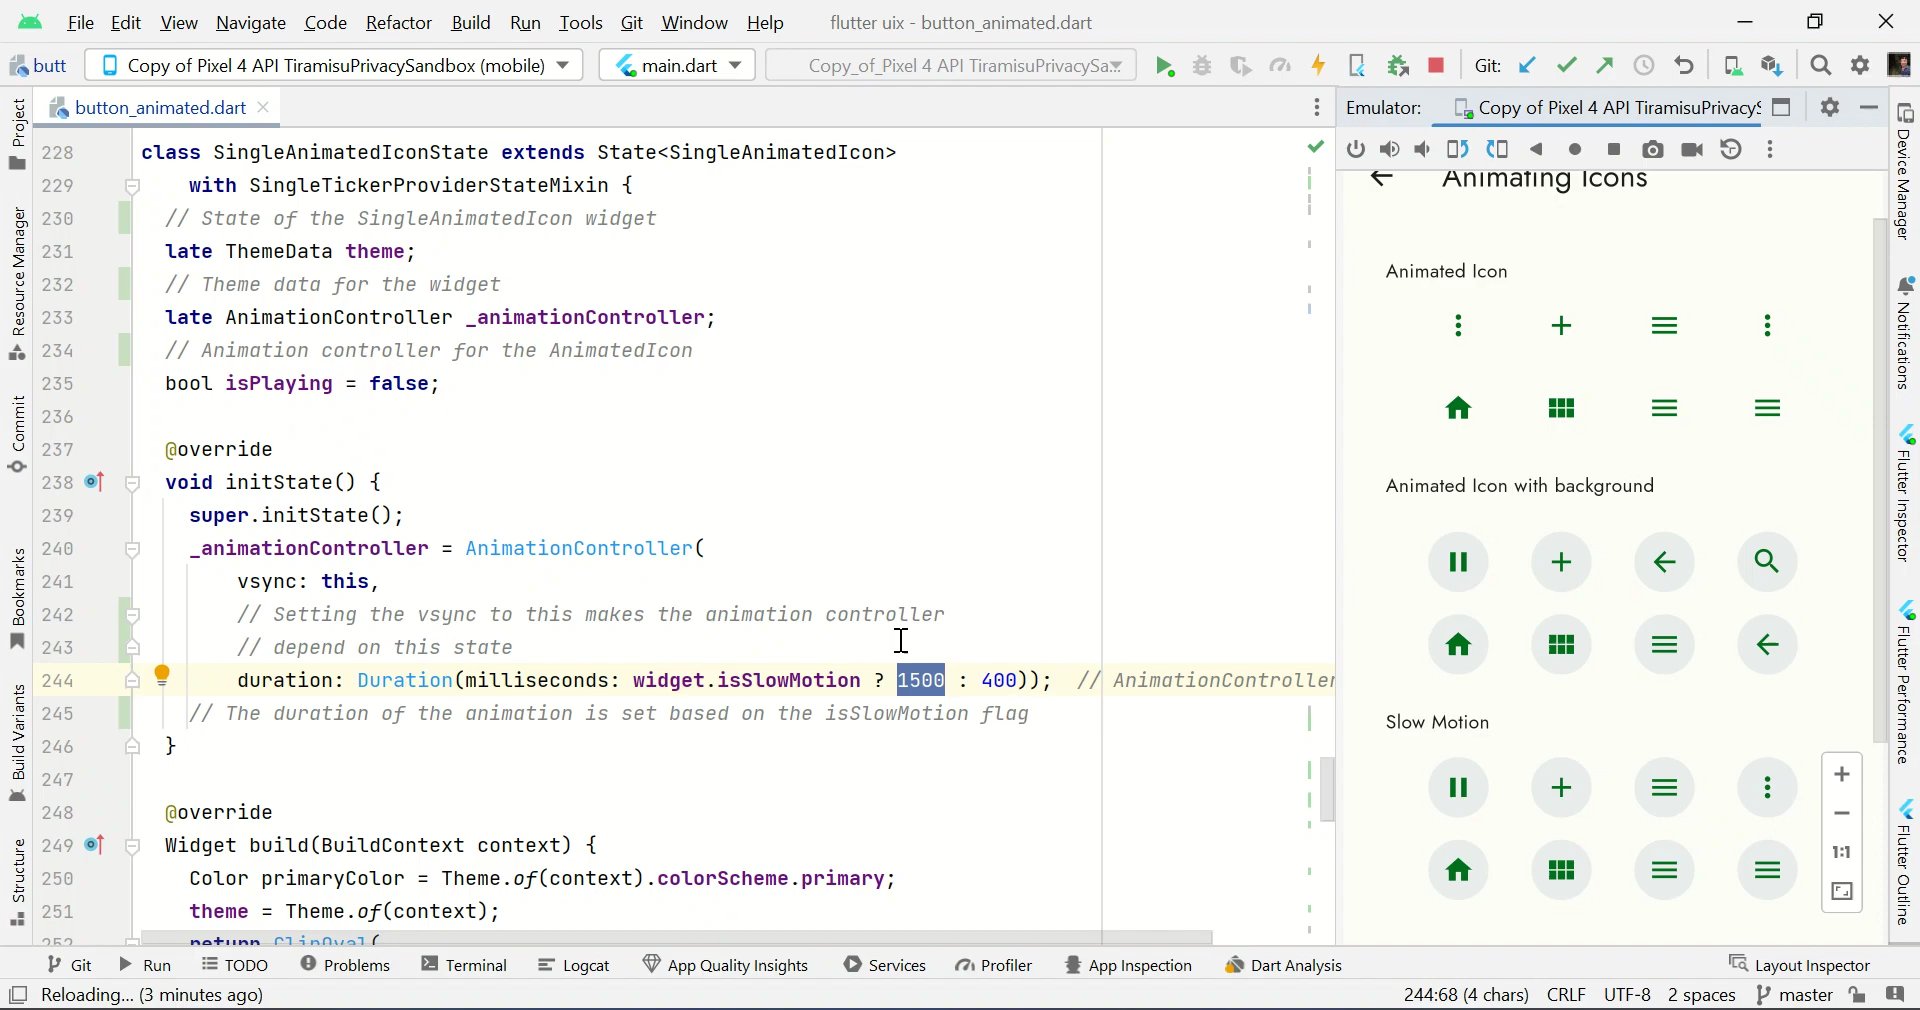 File Edit View Navigate Code Refactor Build Run Tools Git Window Help flutter uix - button_animated.dart
butt Copy of Pixel 4 API TiramisuPrivacySandbox (mobile) main.dart Copy_of_Pixel 4 API TiramisuPrivacySa... Git:
button_animated.dart Emulator: Copy of Pixel 4 API TiramisuPrivacyS
228 class SingleAnimatedIconState extends State<SingleAnimatedIcon>
229 with SingleTickerProviderStateMixin {
230 // State of the SingleAnimatedIcon widget
231 late ThemeData theme;
232 // Theme data for the widget
233 late AnimationController _animationController;
234 // Animation controller for the AnimatedIcon
235 bool isPlaying = false;
236
237 @override
238 void initState() {
239 super.initState();
240 _animationController = AnimationController(
241 vsync: this,
242 // Setting the vsync to this makes the animation controller
243 // depend on this state
244 duration: Duration(milliseconds: widget.isSlowMotion ? 1500 : 400)); // AnimationController
245 // The duration of the animation is set based on the isSlowMotion flag
246 }
247
248 @override
249 Widget build(BuildContext context) {
250 Color primaryColor = Theme.of(context).colorScheme.primary;
251 theme = Theme.of(context);
252 return ClipOval(
Animating Icons
Animated Icon
Animated Icon with background
Slow Motion
1:1
Project
Resource Manager
Commit
Bookmarks
Build Variants
Structure
Device Manager
Notifications
Flutter Inspector
Flutter Performance
Flutter Outline
Git Run TODO Problems Terminal Logcat App Quality Insights Services Profiler App Inspection Dart Analysis Layout Inspector
Reloading... (3 minutes ago) 244:68 (4 chars) CRLF UTF-8 2 spaces master